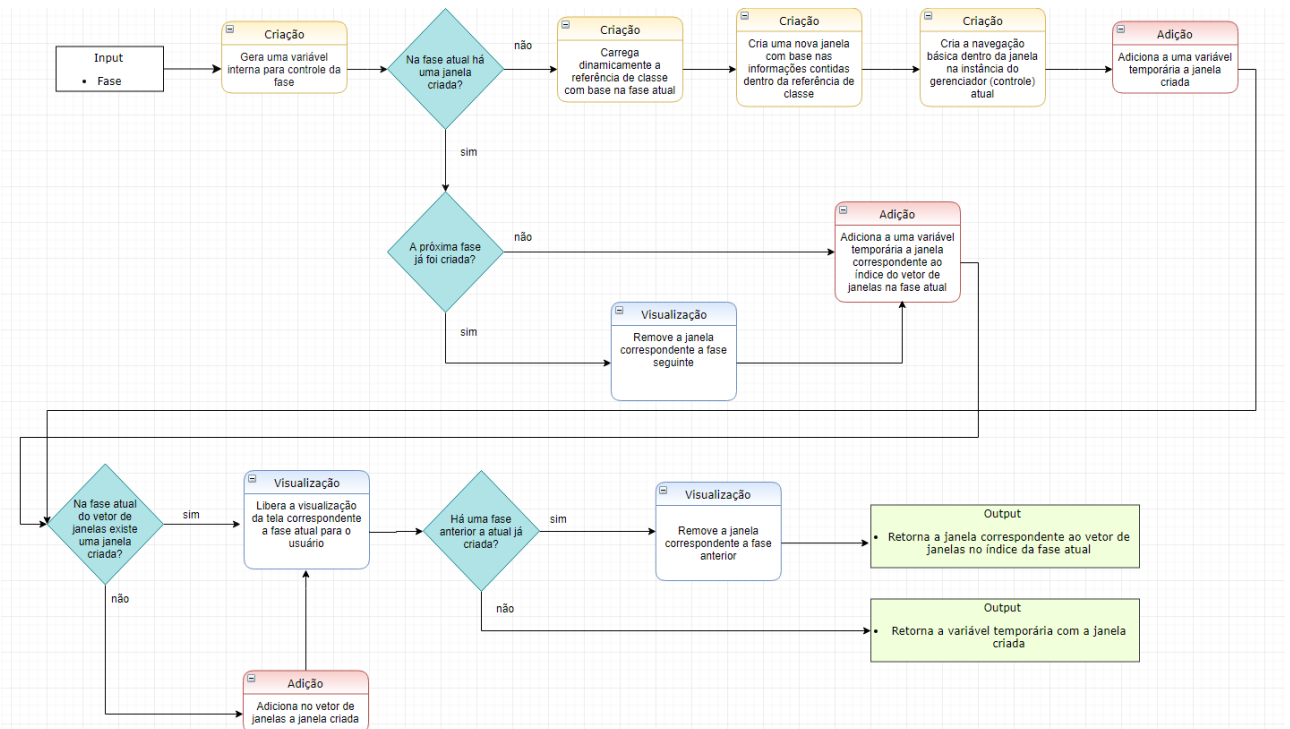 Input
• Fase
Criação
Gera uma variável
interna para controle da
fase
Na fase atual há
uma janela
criada?
não
sim
Criação
Carrega
dinamicamente a
referência de classe
com base na fase atual
Criação
Cria uma nova janela
com base nas
informações contidas
dentro da referência de
classe
Criação
Cria a navegação
básica dentro da janela
na instância do
gerenciador (controle)
atual
Adição
Adiciona a uma variável
temporária a janela
criada
A próxima fase
já foi criada?
não
sim
Adição
Adiciona a uma variável
temporária a janela
correspondente ao
índice do vetor de
janelas na fase atual
Visualização
Remove a janela
correspondente a fase
seguinte
Na fase atual
do vetor de
janelas existe
uma janela
criada?
sim
não
Visualização
Libera a visualização
da tela correspondente
a fase atual para o
usuário
Há uma fase
anterior a atual já
criada?
sim
não
Visualização
Remove a janela
correspondente a fase
anterior
Output
• Retorna a janela correspondente ao vetor de
janelas no índice da fase atual
Output
• Retorna a variável temporária com a janela
criada
Adição
Adiciona no vetor de
janelas a janela criada